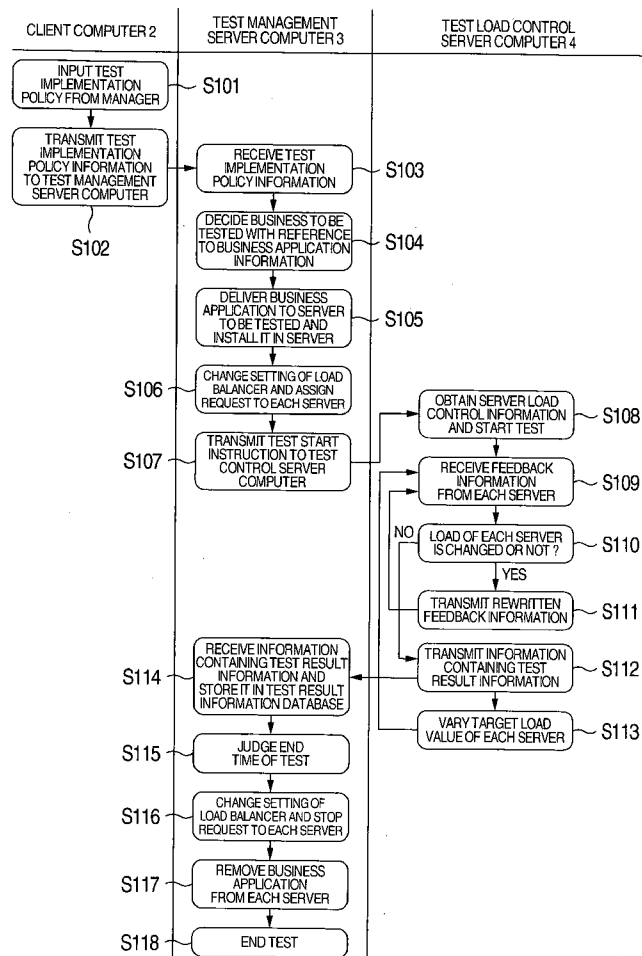 CLIENT COMPUTER 2
TEST MANAGEMENT
SERVER COMPUTER 3
TEST LOAD CONTROL
SERVER COMPUTER 4
INPUT TEST
IMPLEMENTATION
POLICY FROM MANAGER
S101
TRANSMIT TEST
IMPLEMENTATION
POLICY INFORMATION
TO TEST MANAGEMENT
SERVER COMPUTER
S102
RECEIVE TEST
IMPLEMENTATION
POLICY INFORMATION
S103
DECIDE BUSINESS TO BE
TESTED WITH REFERENCE
TO BUSINESS APPLICATION
INFORMATION
S104
DELIVER BUSINESS
APPLICATION TO SERVER
TO BE TESTED AND
INSTALL IT IN SERVER
S105
S106
CHANGE SETTING OF LOAD
BALANCER AND ASSIGN
REQUEST TO EACH SERVER
S107
TRANSMIT TEST START
INSTRUCTION TO TEST
CONTROL SERVER
COMPUTER
OBTAIN SERVER LOAD
CONTROL INFORMATION
AND START TEST
S108
RECEIVE FEEDBACK
INFORMATION
FROM EACH SERVER
S109
NO
LOAD OF EACH SERVER
IS CHANGED OR NOT ?
S110
YES
TRANSMIT REWRITTEN
FEEDBACK INFORMATION
S111
TRANSMIT INFORMATION
CONTAINING TEST
RESULT INFORMATION
S112
VARY TARGET LOAD
VALUE OF EACH SERVER
S113
S114
RECEIVE INFORMATION
CONTAINING TEST RESULT
INFORMATION AND
STORE IT IN TEST RESULT
INFORMATION DATABASE
S115
JUDGE END
TIME OF TEST
S116
CHANGE SETTING OF
LOAD BALANCER AND STOP
REQUEST TO EACH SERVER
S117
REMOVE BUSINESS
APPLICATION
FROM EACH SERVER
S118
END TEST